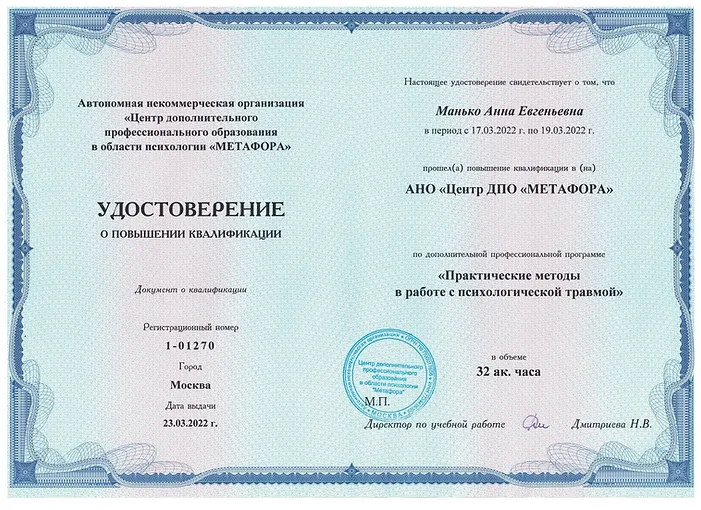 Автономная некоммерческая организация
«Центр дополнительного
профессионального образования
в области психологии «МЕТАФОРА»
УДОСТОВЕРЕНИЕ
О ПОВЫШЕНИИ КВАЛИФИКАЦИИ
Документ о квалификации
Регистрационный номер
1-01270
Город
Москва
Дата выдачи
23.03.2022 г.
Настоящее удостоверение свидетельствует о том, что
Манько Анна Евгеньевна
в период с 17.03.2022 г. по 19.03.2022 г.
прошел(а) повышение квалификации в (на)
АНО «Центр ДПО «МЕТАФОРА»
по дополнительной профессиональной программе
«Практические методы
в работе с психологической травмой»
в объеме
32 ак. часа
Центр дополнительного
профессионального
образования
в области психологии
"Метафора"
МОСКВА
М.П.
Директор по учебной работе Дмитриева Н.В.